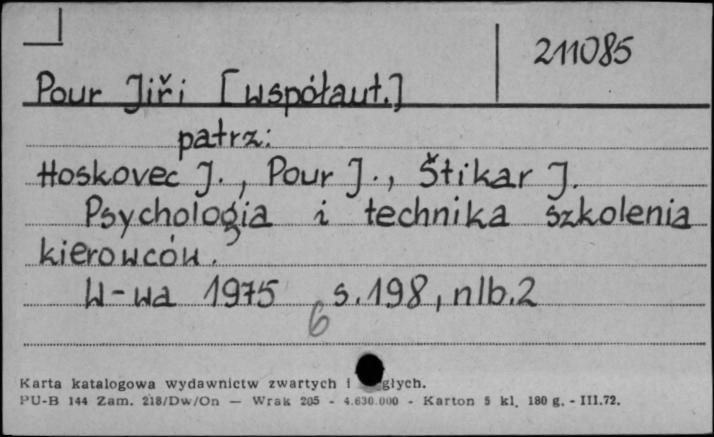 211085
Pour Jiři [współaut.]
patrz:
Hoskovec J., Pour J., Štikar J.
Psychologia i technika szkolenia
kierowców.
W-wa 1975 s.198, nlb.2
6
Karta katalogowa wydawnictw zwartych i
PU-B 144 Zam. 218/Dw/On — Wrak 205 - 4.630.000 - Karton 5 kl. 180 g. - III.72.